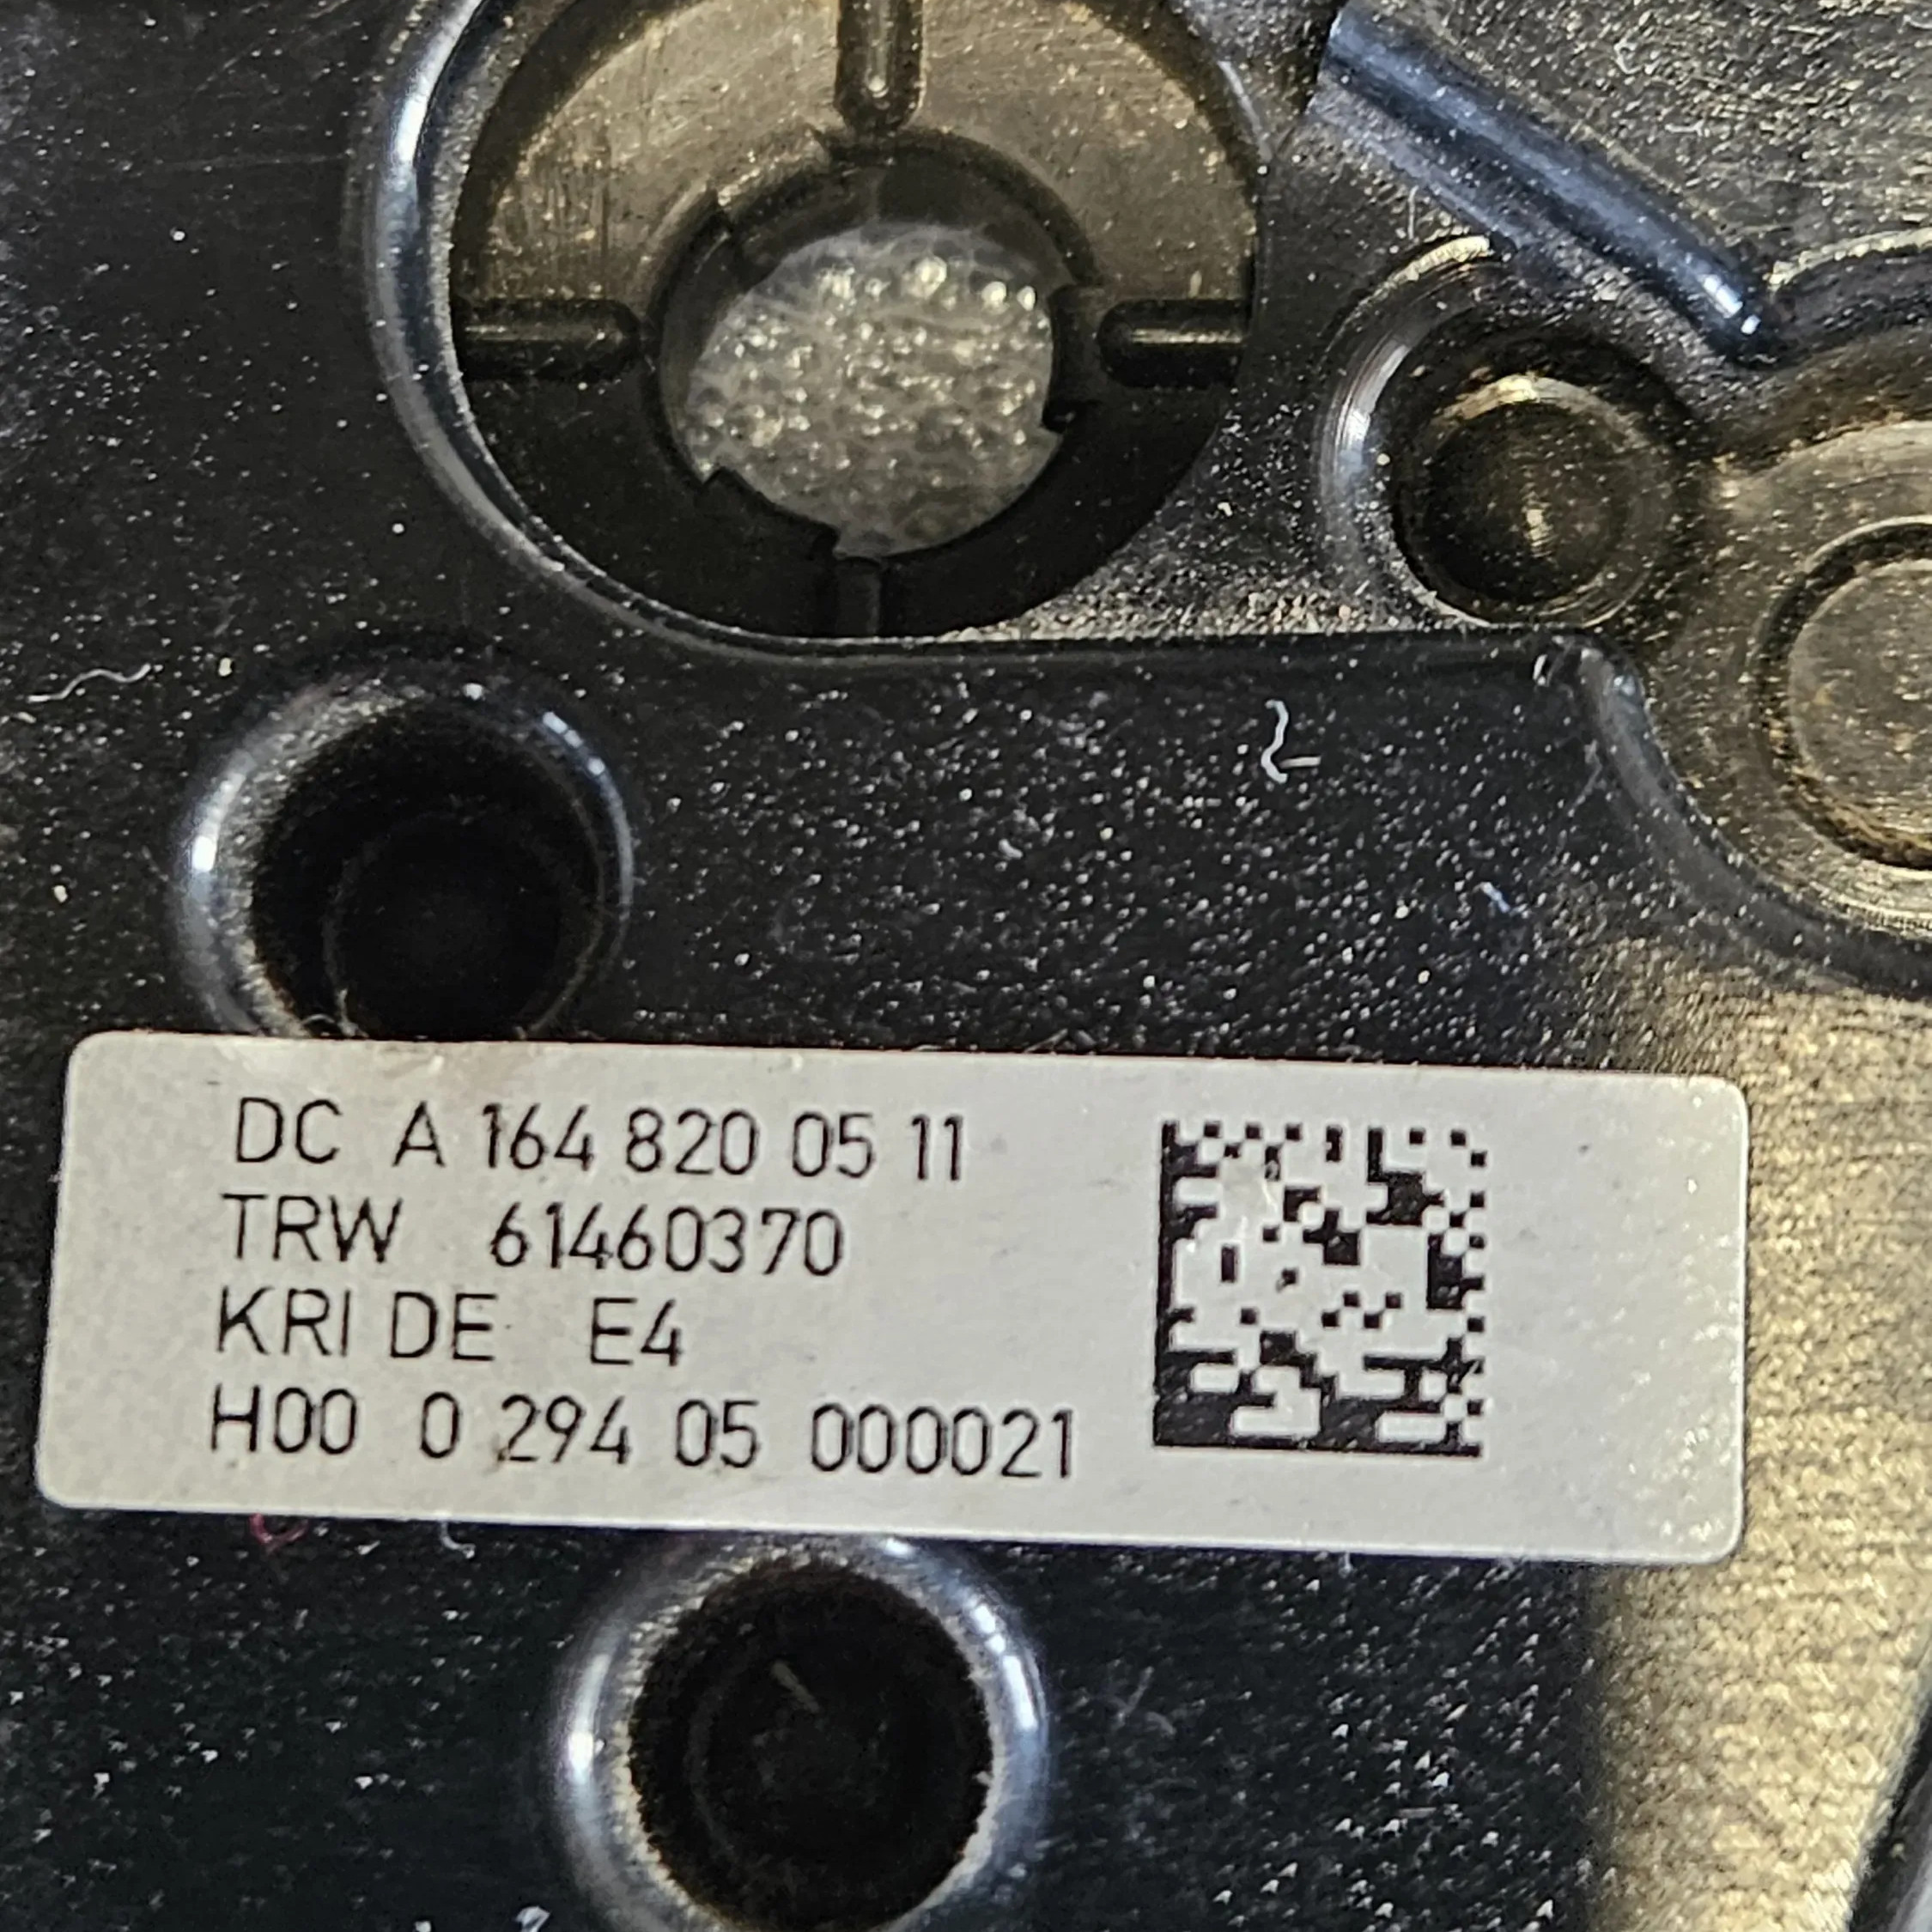 DC A 164 820 05 11
TRW 61460370
KRI DE E4
H00 0 294 05 000021